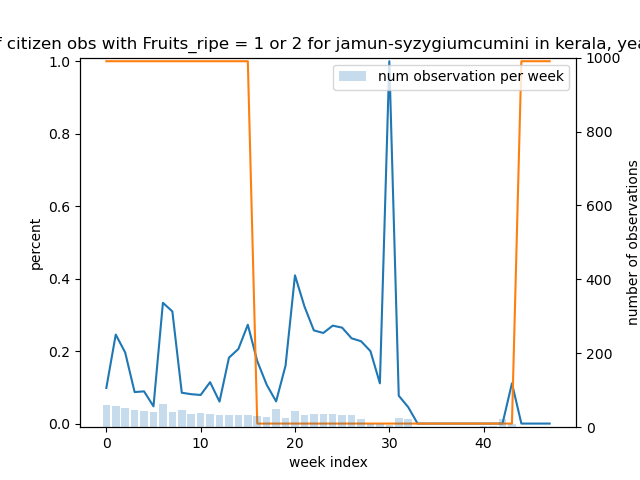 f citizen obs with Fruits_ripe = 1 or 2 for jamun-syzygiumcumini in kerala, yea
num observation per week
percent
1.0
0.8
0.6
0.4
0.2
0.0
1000
800
600
400
200
0
number of observations
0 10 20 30 40
week index